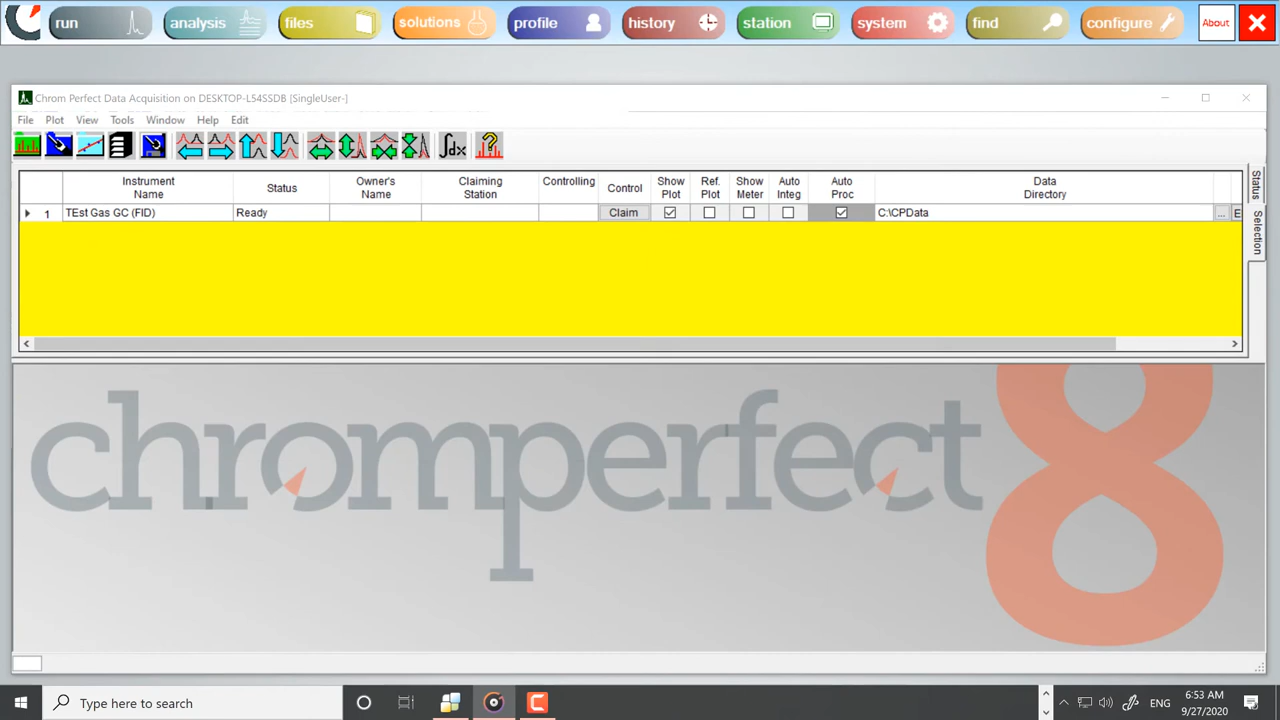 run analysis files solutions profile history station system find configure About
Chrom Perfect Data Acquisition on DESKTOP-L54SSDB [SingleUser-]
File Plot View Tools Window Help Edit
∫dx ?
Instrument Name Status Owner's Name Claiming Station Controlling Control Show Plot Ref. Plot Show Meter Auto Integ Auto Proc Data Directory
1 TEst Gas GC (FID) Ready Claim C:\CPData ... E
Status
Selection
chromperfect 8
Type here to search ENG 6:53 AM
9/27/2020